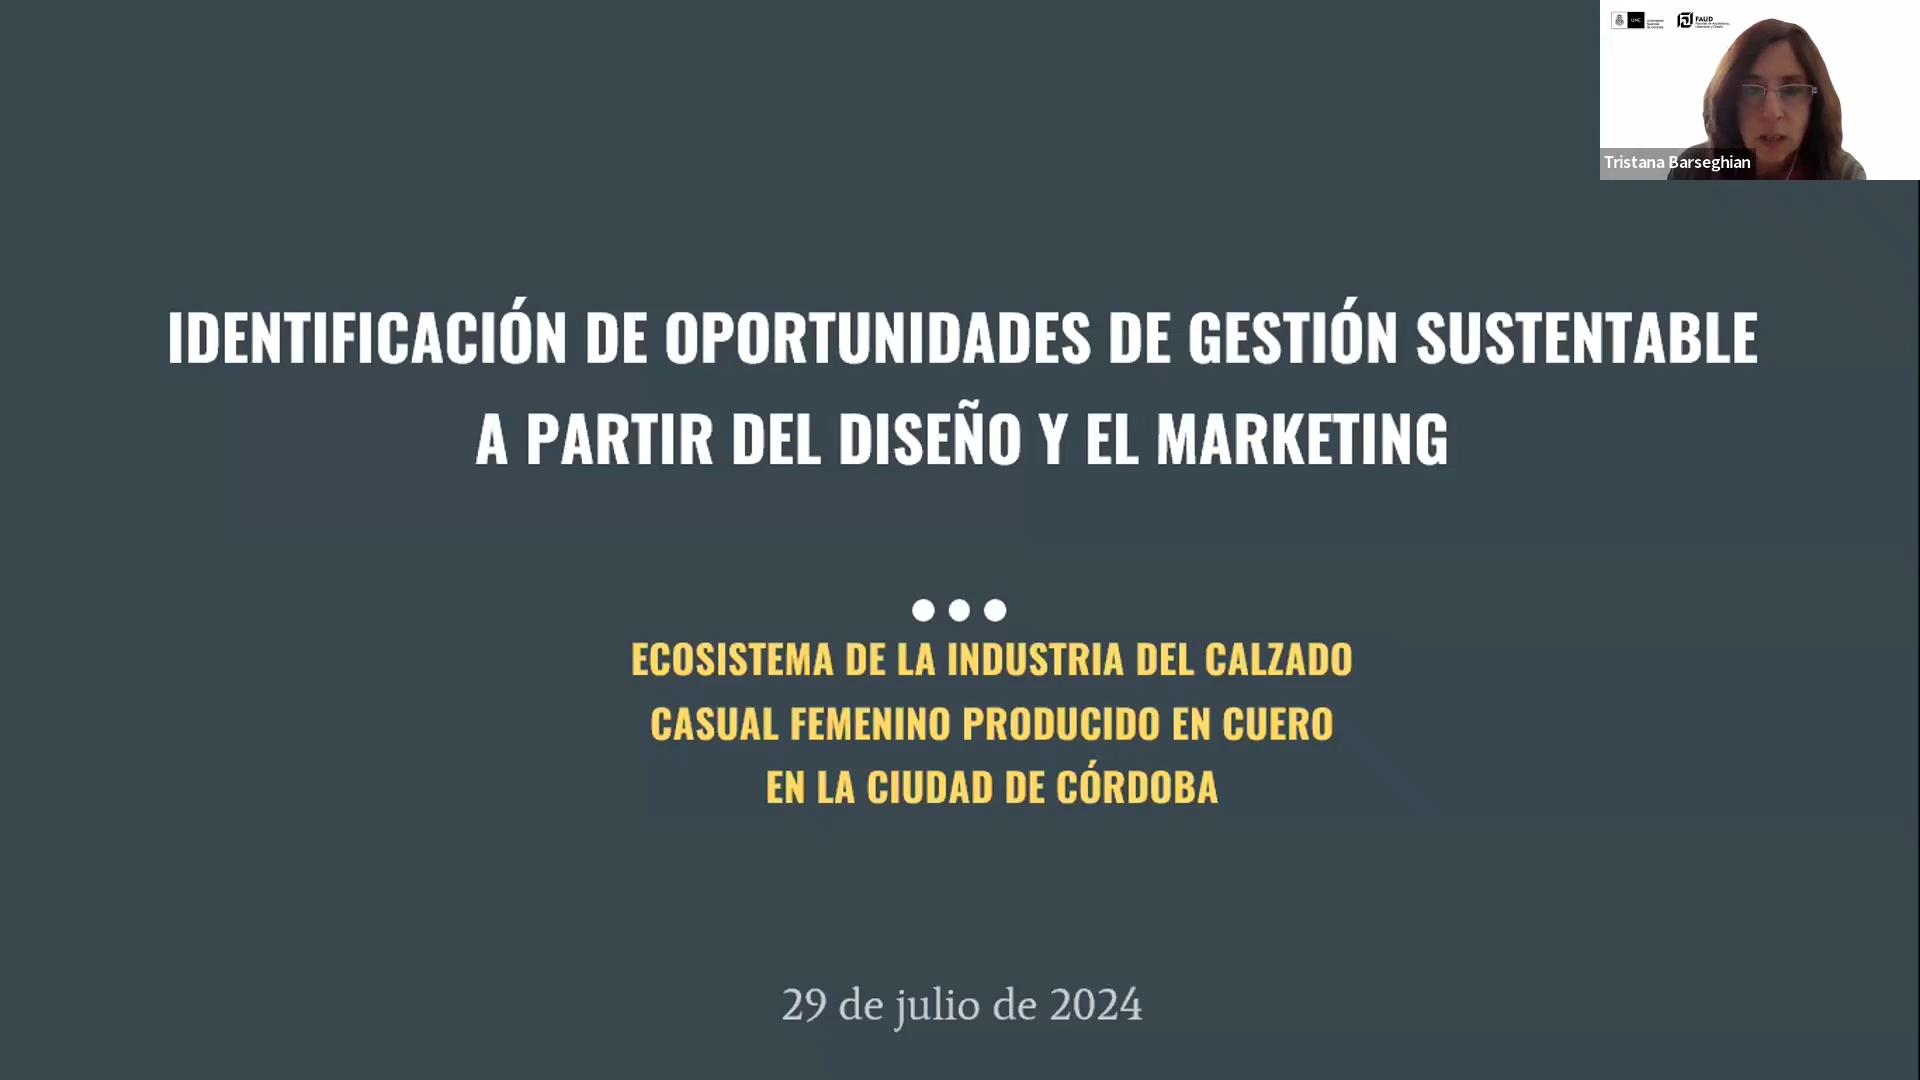 UNC
FAUD
Tristana Barseghian
IDENTIFICACIÓN DE OPORTUNIDADES DE GESTIÓN SUSTENTABLE
A PARTIR DEL DISEÑO Y EL MARKETING
ECOSISTEMA DE LA INDUSTRIA DEL CALZADO
CASUAL FEMENINO PRODUCIDO EN CUERO
EN LA CIUDAD DE CÓRDOBA
29 de julio de 2024